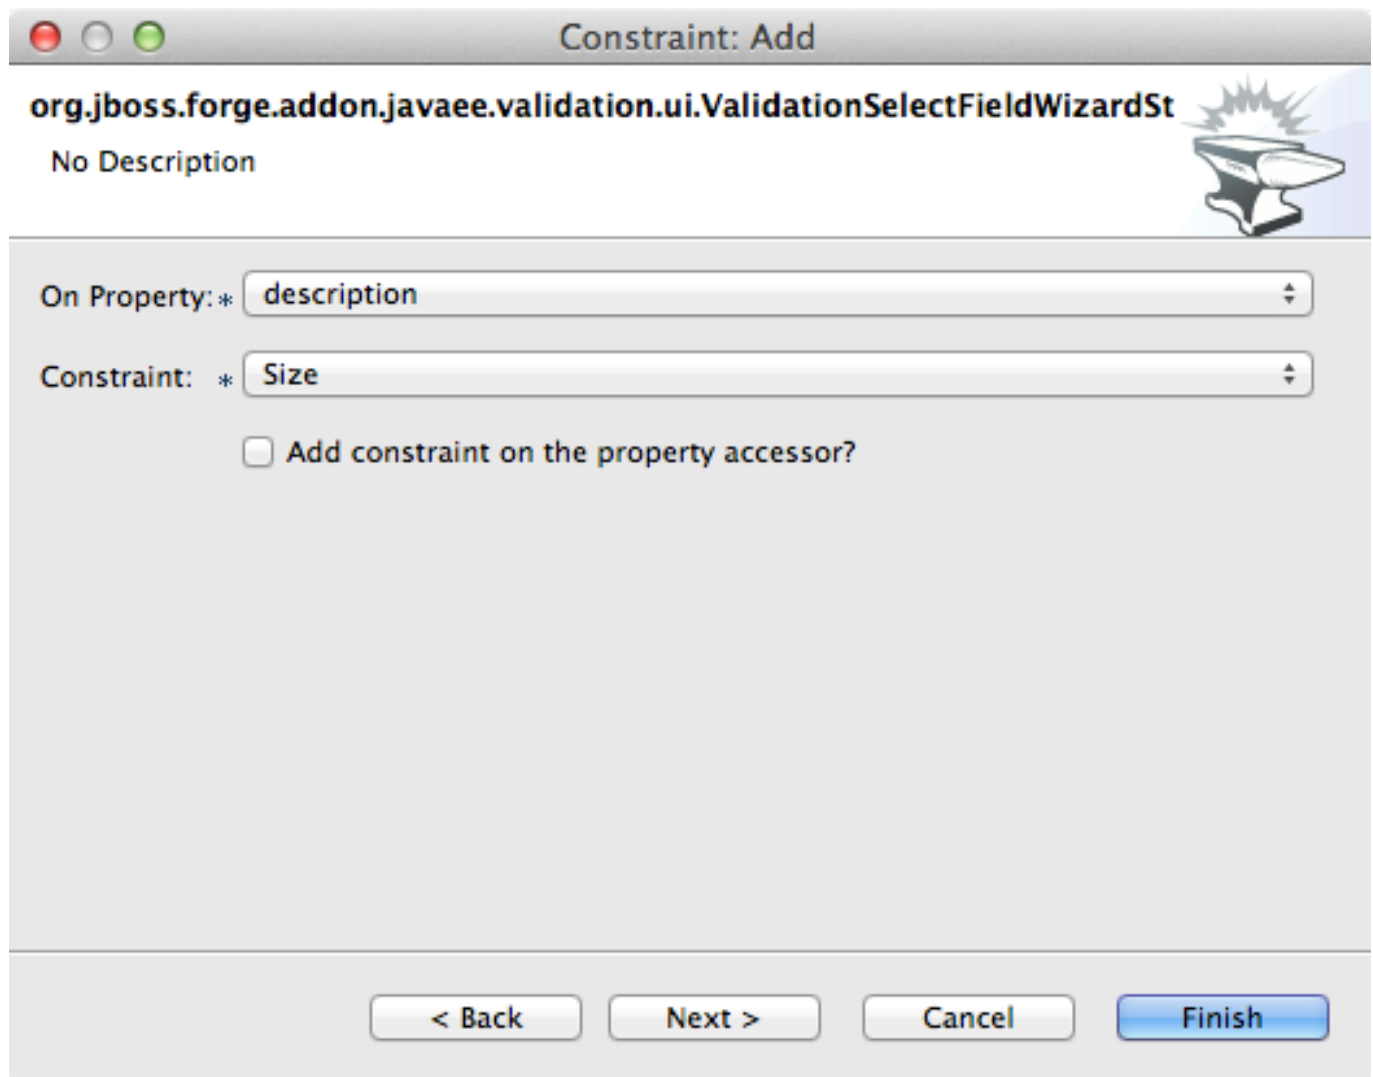 Constraint: Add
org.jboss.forge.addon.javaee.validation.ui.ValidationSelectFieldWizardSt
No Description
On Property:* description
Constraint: * Size
Add constraint on the property accessor?
< Back Next > Cancel Finish